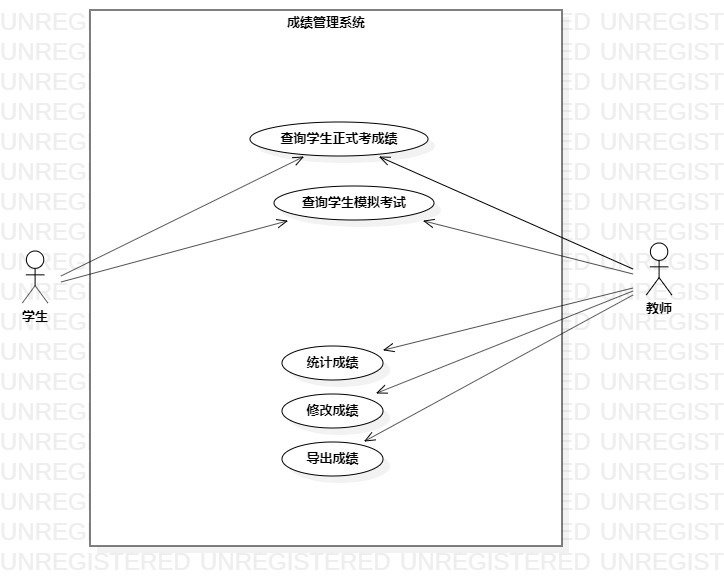 成绩管理系统
查询学生正式考成绩
查询学生模拟考试
学生
教师
统计成绩
修改成绩
导出成绩
UNREGISTERED UNREGISTERED UNREGISTERED UNREGIST